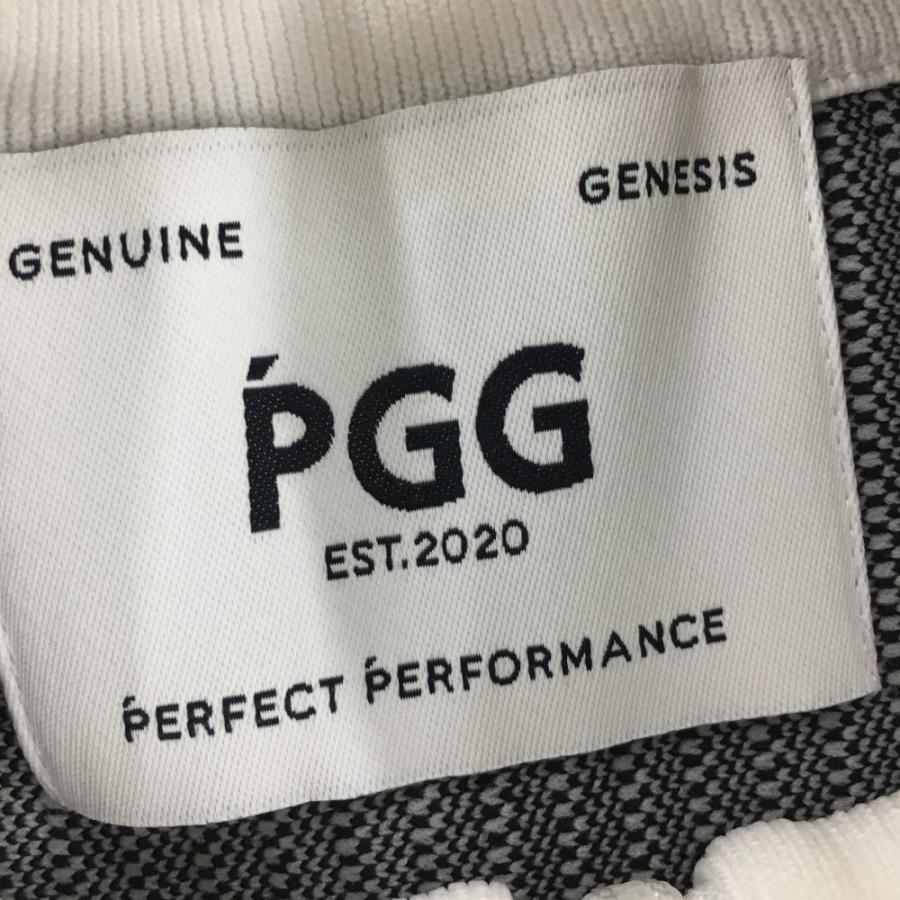 GENUINE GENESIS
ṔGG
EST.2020
ṔERFECT ṔERFORMANCE